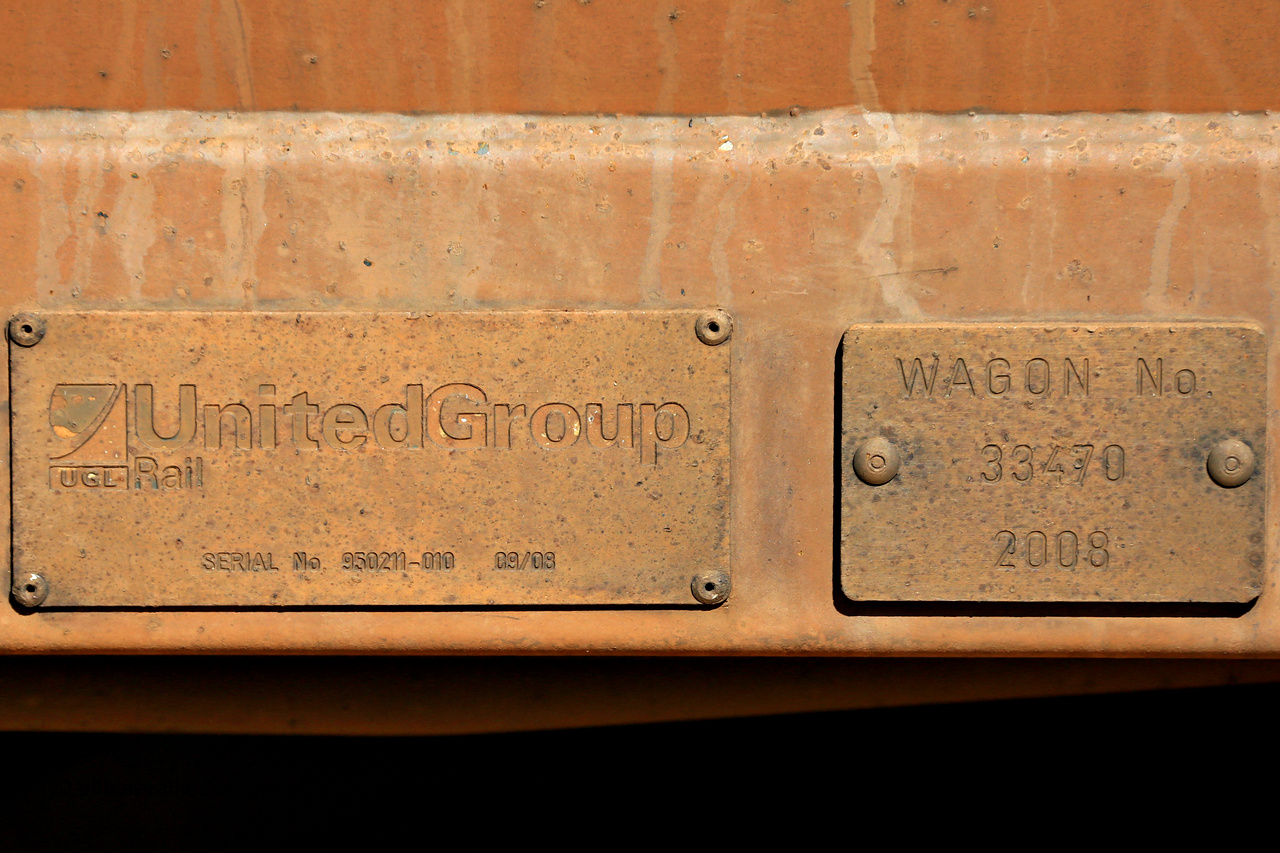 UnitedGroup
UGL Rail
SERIAL No 950211-010 09/08
WAGON No.
33470
2008